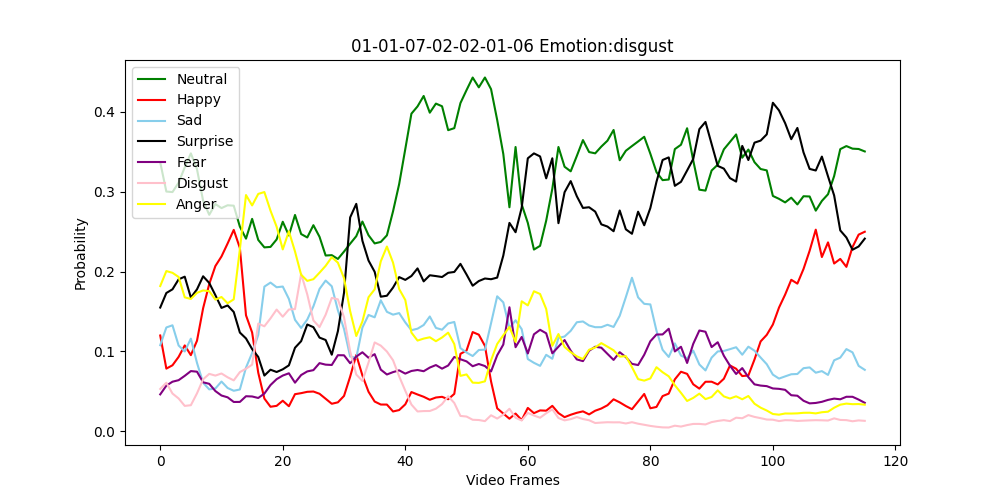 01-01-07-02-02-01-06 Emotion:disgust
Neutral
Happy
Sad
Surprise
Fear
Disgust
Anger
Probability
0.4
0.3
0.2
0.1
0.0
0 20 40 60 80 100 120
Video Frames